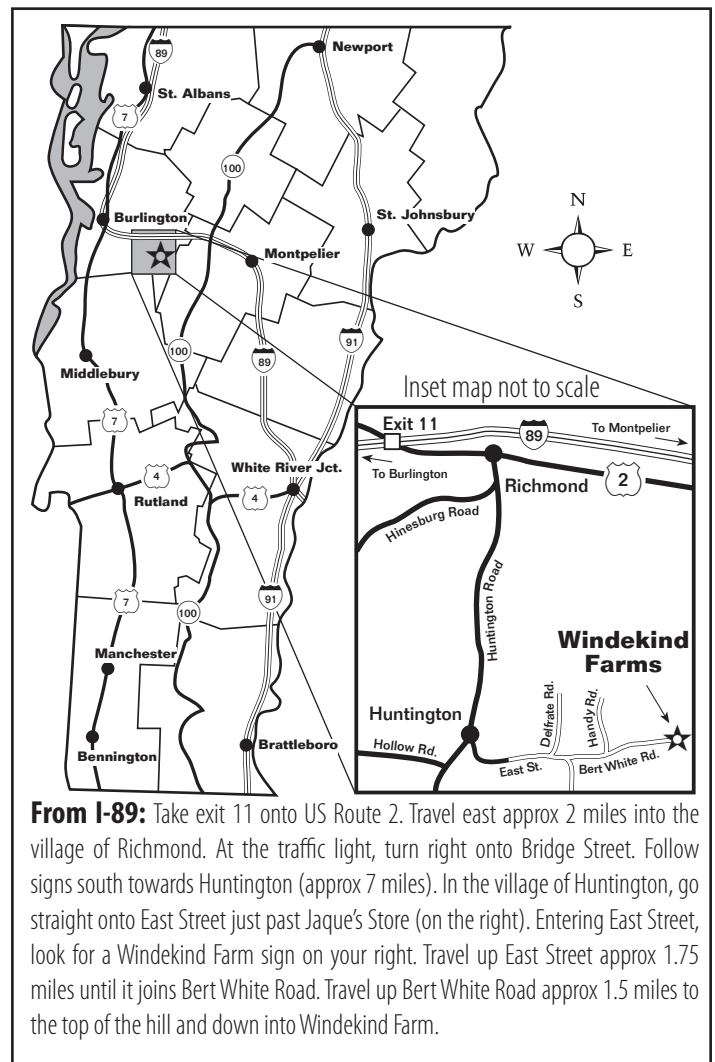 89
Newport
St. Albans
7
100
Burlington
St. Johnsbury
Montpelier
N
W
E
S
100
91
89
Middlebury
7
4
White River Jct.
Rutland
4
7
100
91
Manchester
Bennington
Brattleboro
Inset map not to scale
Exit 11
89
To Montpelier
To Burlington
Richmond
2
Hinesburg Road
Huntington Road
Windekind
Farms
Huntington
Delfrate Rd.
Handy Rd.
Hollow Rd.
East St.
Bert White Rd.
From I-89: Take exit 11 onto US Route 2. Travel east approx 2 miles into the
village of Richmond. At the traffic light, turn right onto Bridge Street. Follow
signs south towards Huntington (approx 7 miles). In the village of Huntington, go
straight onto East Street just past Jaque’s Store (on the right). Entering East Street,
look for a Windekind Farm sign on your right. Travel up East Street approx 1.75
miles until it joins Bert White Road. Travel up Bert White Road approx 1.5 miles to
the top of the hill and down into Windekind Farm.